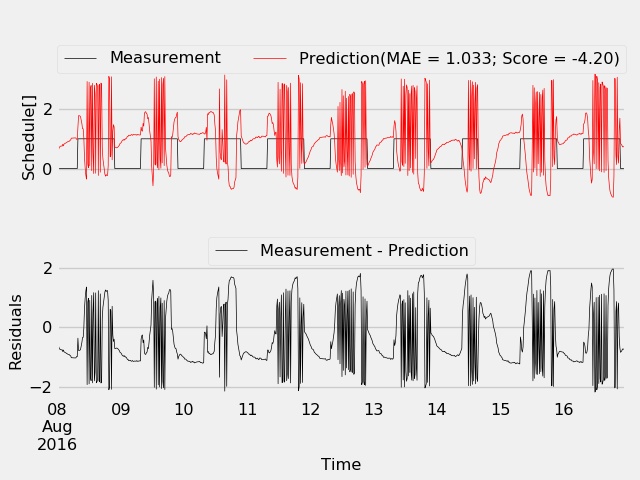 Measurement Prediction(MAE = 1.033; Score = -4.20)
Schedule[]
2
0
Measurement - Prediction
Residuals
2
0
−2
08 09 10 11 12 13 14 15 16
Aug
2016
Time